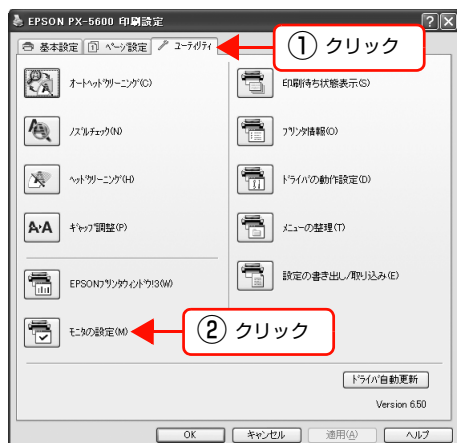 EPSON PX-5600 印刷設定
基本設定 ページ設定 ユーティリティ
① クリック
オートヘッドクリーニング(C)
ノズルチェック(N)
ヘッドクリーニング(H)
ギャップ調整(P)
EPSONプリンタウィンドウ!3(W)
モニタの設定(M)
② クリック
印刷待ち状態表示(S)
プリンタ情報(O)
ドライバの動作設定(D)
メニューの整理(T)
設定の書き出し/取り込み(E)
ドライバ自動更新
Version 6.50
OK キャンセル 適用(A) ヘルプ